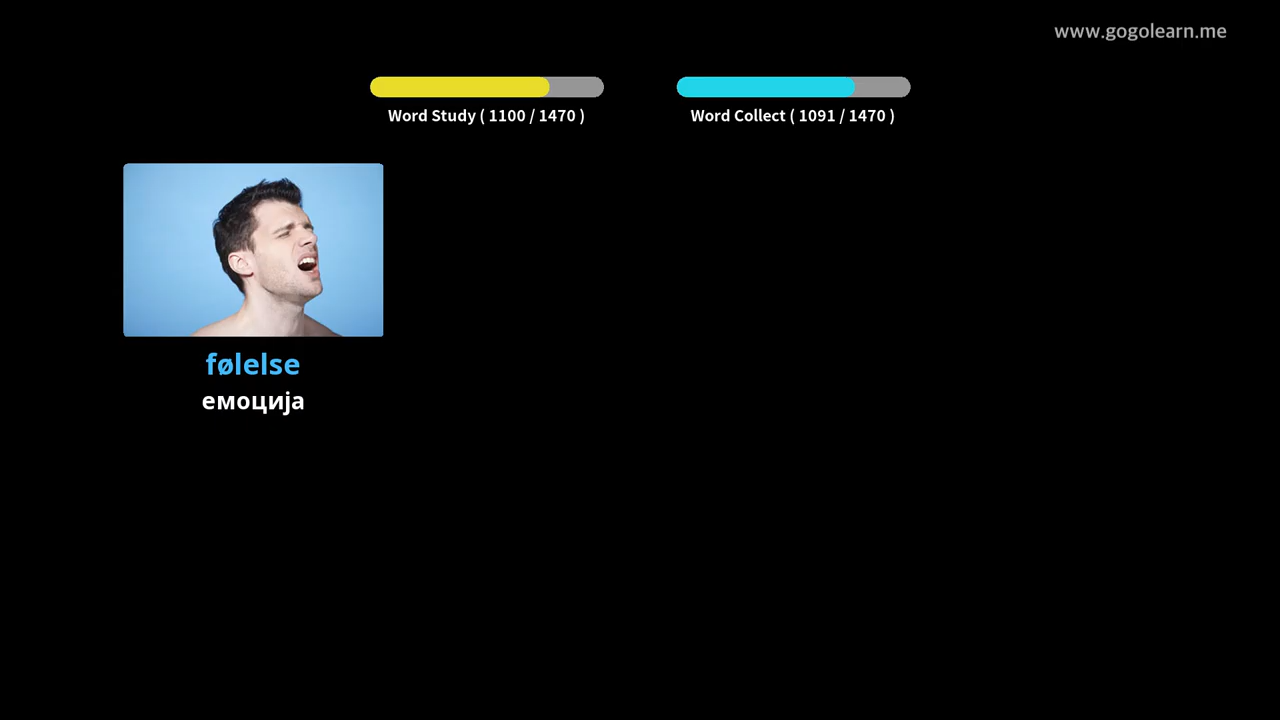 www.gogolearn.me
Word Study ( 1100 / 1470 )
Word Collect ( 1091 / 1470 )
følelse
емоција